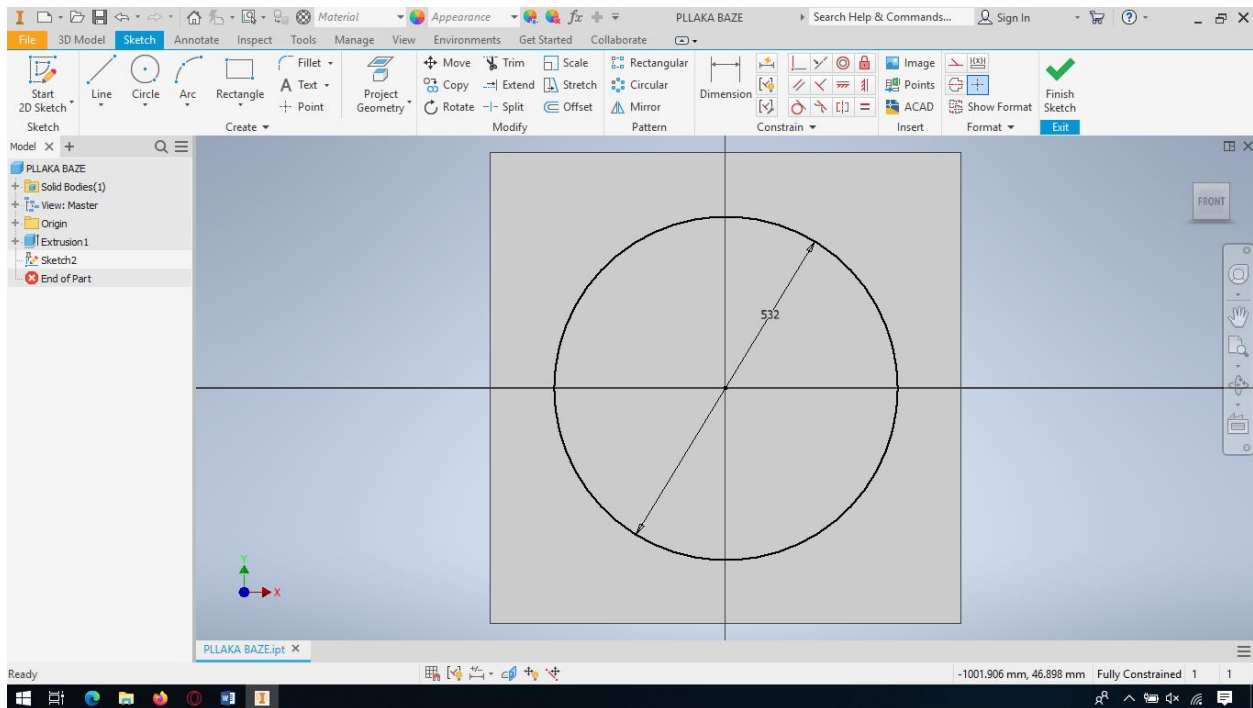 Material Appearance fx PLLAKA BAZE Search Help & Commands... Sign In
File 3D Model Sketch Annotate Inspect Tools Manage View Environments Get Started Collaborate
Start 2D Sketch
Line
Circle
Arc
Rectangle
Fillet
Text
Point
Project Geometry
Move Trim Scale
Copy Extend Stretch
Rotate Split Offset
Rectangular
Circular
Mirror
Dimension
Image
Points
ACAD
Show Format
Finish Sketch
Sketch Create Modify Pattern Constrain Insert Format Exit
Model
PLLAKA BAZE
Solid Bodies(1)
View: Master
Origin
Extrusion1
Sketch2
End of Part
FRONT
532
Y
X
PLLAKA BAZE.ipt
Ready -1001.906 mm, 46.898 mm Fully Constrained 1 1